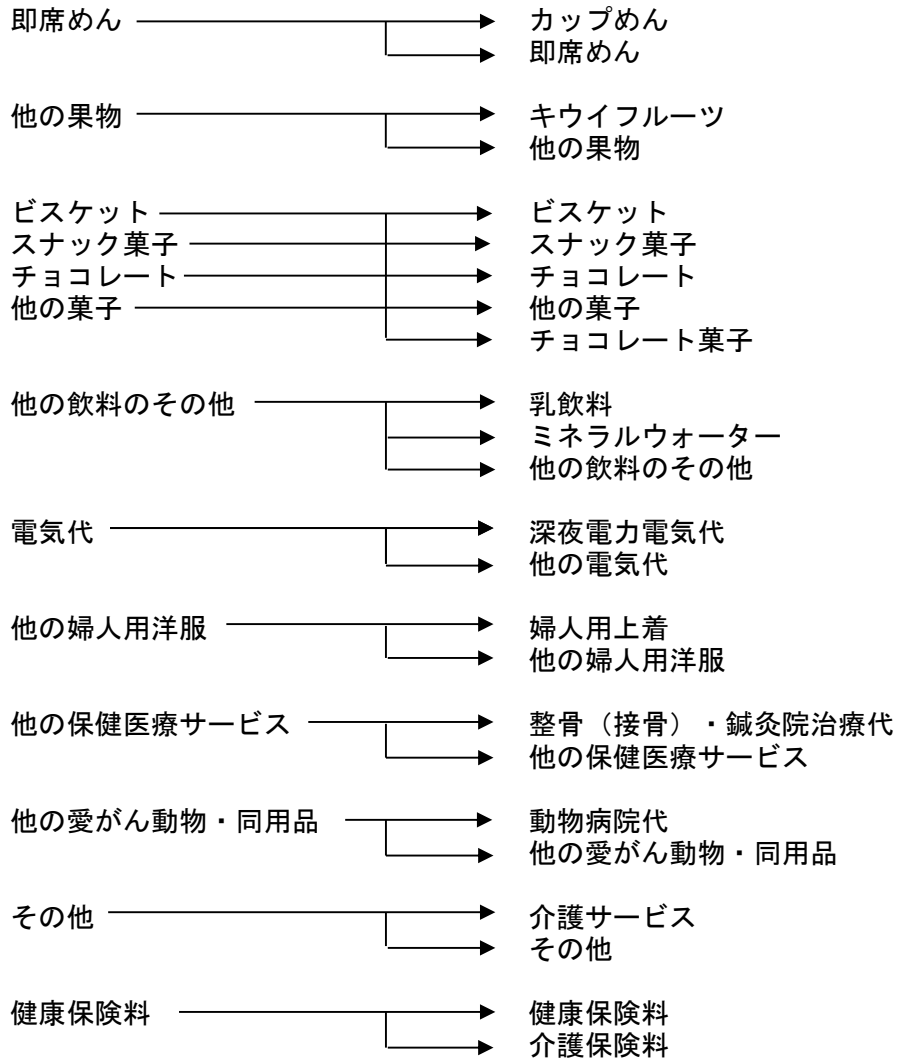 即席めん カップめん
即席めん
他の果物 キウイフルーツ
他の果物
ビスケット ビスケット
スナック菓子 スナック菓子
チョコレート チョコレート
他の菓子 他の菓子
チョコレート菓子
他の飲料のその他 乳飲料
ミネラルウォーター
他の飲料のその他
電気代 深夜電力電気代
他の電気代
他の婦人用洋服 婦人用上着
他の婦人用洋服
他の保健医療サービス 整骨（接骨）・鍼灸院治療代
他の保健医療サービス
他の愛がん動物・同用品 動物病院代
他の愛がん動物・同用品
その他 介護サービス
その他
健康保険料 健康保険料
介護保険料